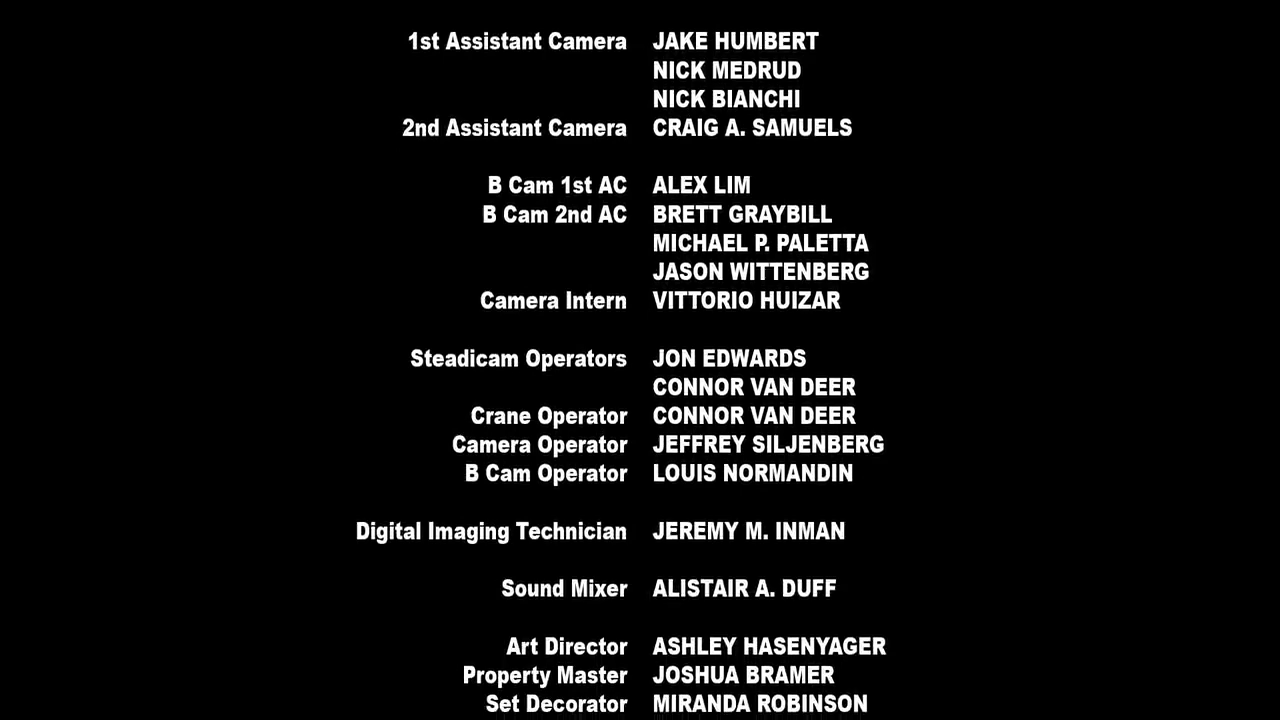 1st Assistant Camera JAKE HUMBERT
NICK MEDRUD
NICK BIANCHI
2nd Assistant Camera CRAIG A. SAMUELS
B Cam 1st AC ALEX LIM
B Cam 2nd AC BRETT GRAYBILL
MICHAEL P. PALETTA
JASON WITTENBERG
Camera Intern VITTORIO HUIZAR
Steadicam Operators JON EDWARDS
CONNOR VAN DEER
Crane Operator CONNOR VAN DEER
Camera Operator JEFFREY SILJENBERG
B Cam Operator LOUIS NORMANDIN
Digital Imaging Technician JEREMY M. INMAN
Sound Mixer ALISTAIR A. DUFF
Art Director ASHLEY HASENYAGER
Property Master JOSHUA BRAMER
Set Decorator MIRANDA ROBINSON